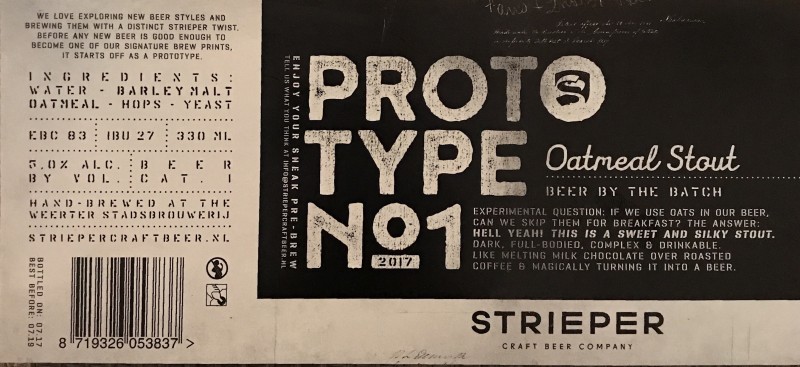 WE LOVE EXPLORING NEW BEER STYLES AND
BREWING THEM WITH A DISTINCT STRIEPER TWIST.
BEFORE ANY NEW BEER IS GOOD ENOUGH TO
BECOME ONE OF OUR SIGNATURE BREW PRINTS,
IT STARTS OFF AS A PROTOTYPE.
INGREDIENTS:
WATER - BARLEY MALT
OATMEAL - HOPS - YEAST
EBC 83 IBU 27 330 ML
5,0% ALC. BEER
BY VOL. CAT. I
HAND-BREWED AT THE
WEERTER STADSBROUWERIJ
STRIEPERCRAFTBEER.NL
BOTTLED ON: 07.17
BEST BEFORE: 07.19
8 719326 053837 >
ENJOY YOUR SNEAK PRE-BREW
TELL US WHAT YOU THINK AT INFO@STRIEPERCRAFTBEER.NL
PROTO
TYPE
No1
2017
Oatmeal Stout
BEER BY THE BATCH
EXPERIMENTAL QUESTION: IF WE USE OATS IN OUR BEER,
CAN WE SKIP THEM FOR BREAKFAST? THE ANSWER:
HELL YEAH! THIS IS A SWEET AND SILKY STOUT.
DARK, FULL-BODIED, COMPLEX & DRINKABLE.
LIKE MELTING MILK CHOCOLATE OVER ROASTED
COFFEE & MAGICALLY TURNING IT INTO A BEER.
STRIEPER
CRAFT BEER COMPANY